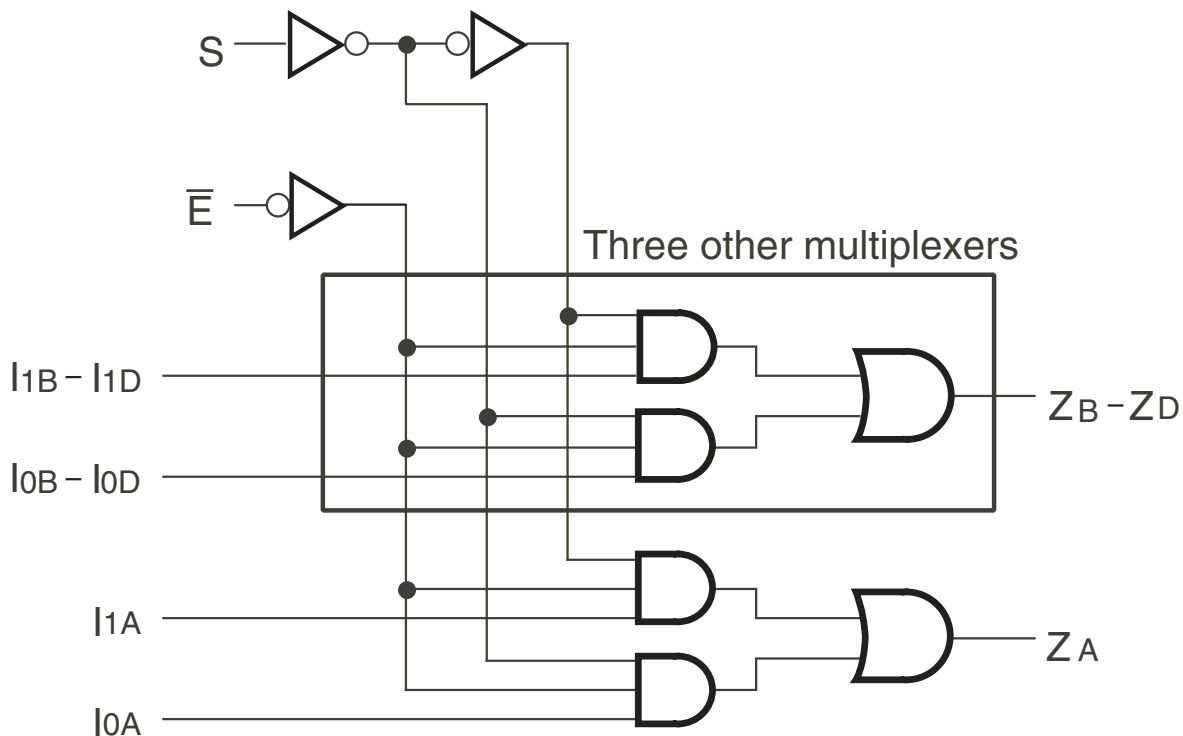 S
E̅
Three other multiplexers
I1B – I1D
ZB – ZD
I0B – I0D
I1A
ZA
I0A